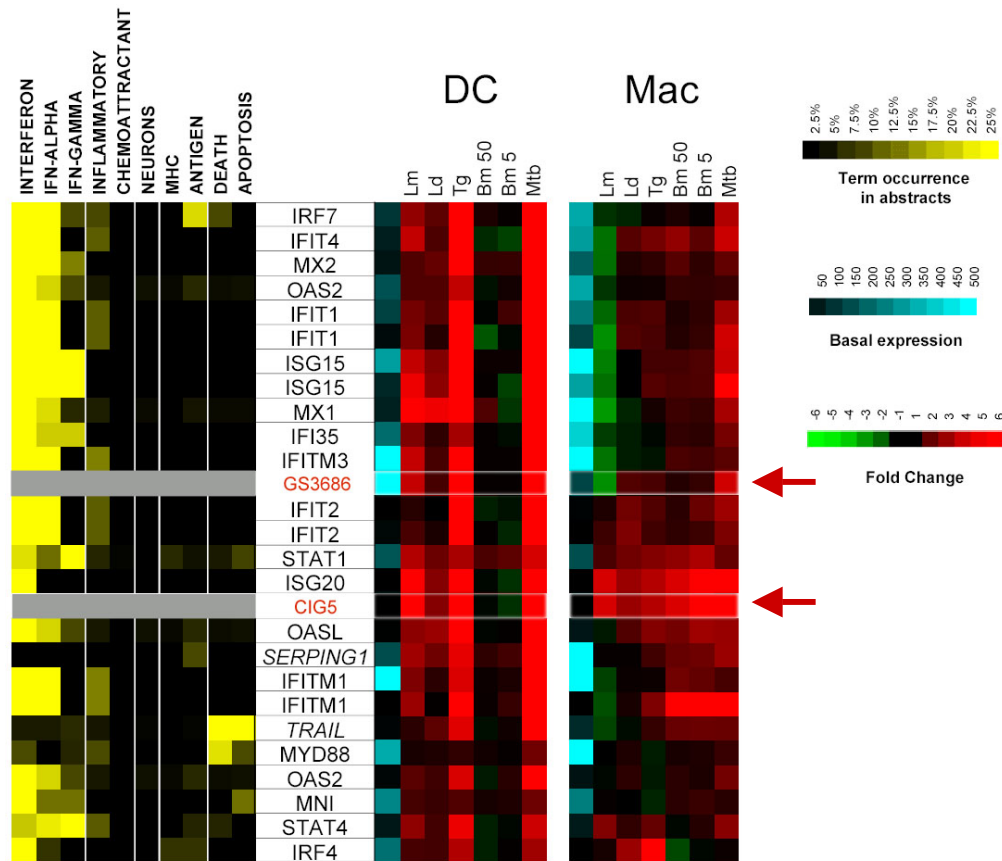 INTERFERON
IFN-ALPHA
IFN-GAMMA
INFLAMMATORY
CHEMOATTRACTANT
NEURONS
MHC
ANTIGEN
DEATH
APOPTOSIS
DC
Lm
Ld
Tg
Bm 50
Bm 5
Mtb
Mac
Lm
Ld
Tg
Bm 50
Bm 5
Mtb
IRF7
IFIT4
MX2
OAS2
IFIT1
IFIT1
ISG15
ISG15
MX1
IFI35
IFITM3
GS3686
IFIT2
IFIT2
STAT1
ISG20
CIG5
OASL
SERPING1
IFITM1
IFITM1
TRAIL
MYD88
OAS2
MNI
STAT4
IRF4
2.5%
5%
7.5%
10%
12.5%
15%
17.5%
20%
22.5%
25%
Term occurrence
in abstracts
50
100
150
200
250
300
350
400
450
500
Basal expression
-6
-5
-4
-3
-2
-1
1
2
3
4
5
6
Fold Change